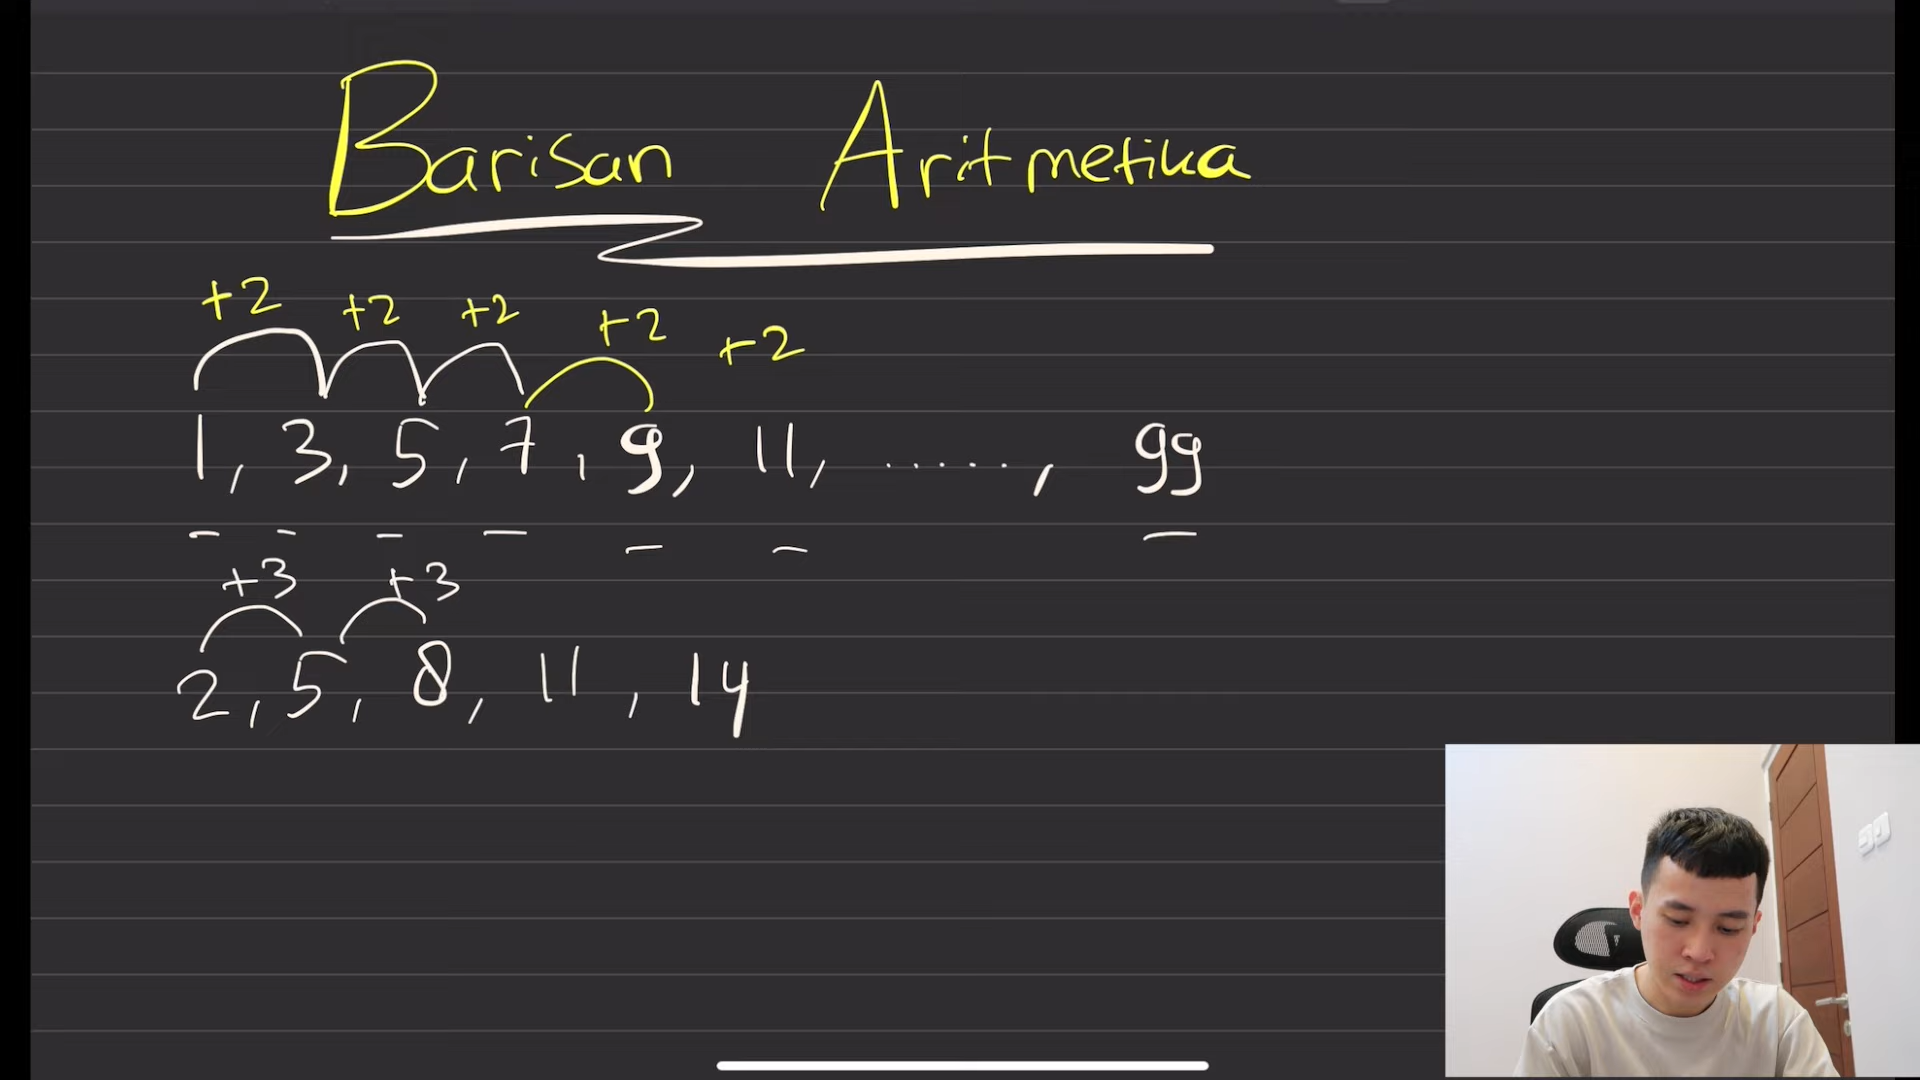 Barisan Aritmetika
+2 +2 +2 +2 +2
1, 3, 5, 7, 9, 11, ....., 99
+3 +3
2, 5, 8, 11, 14